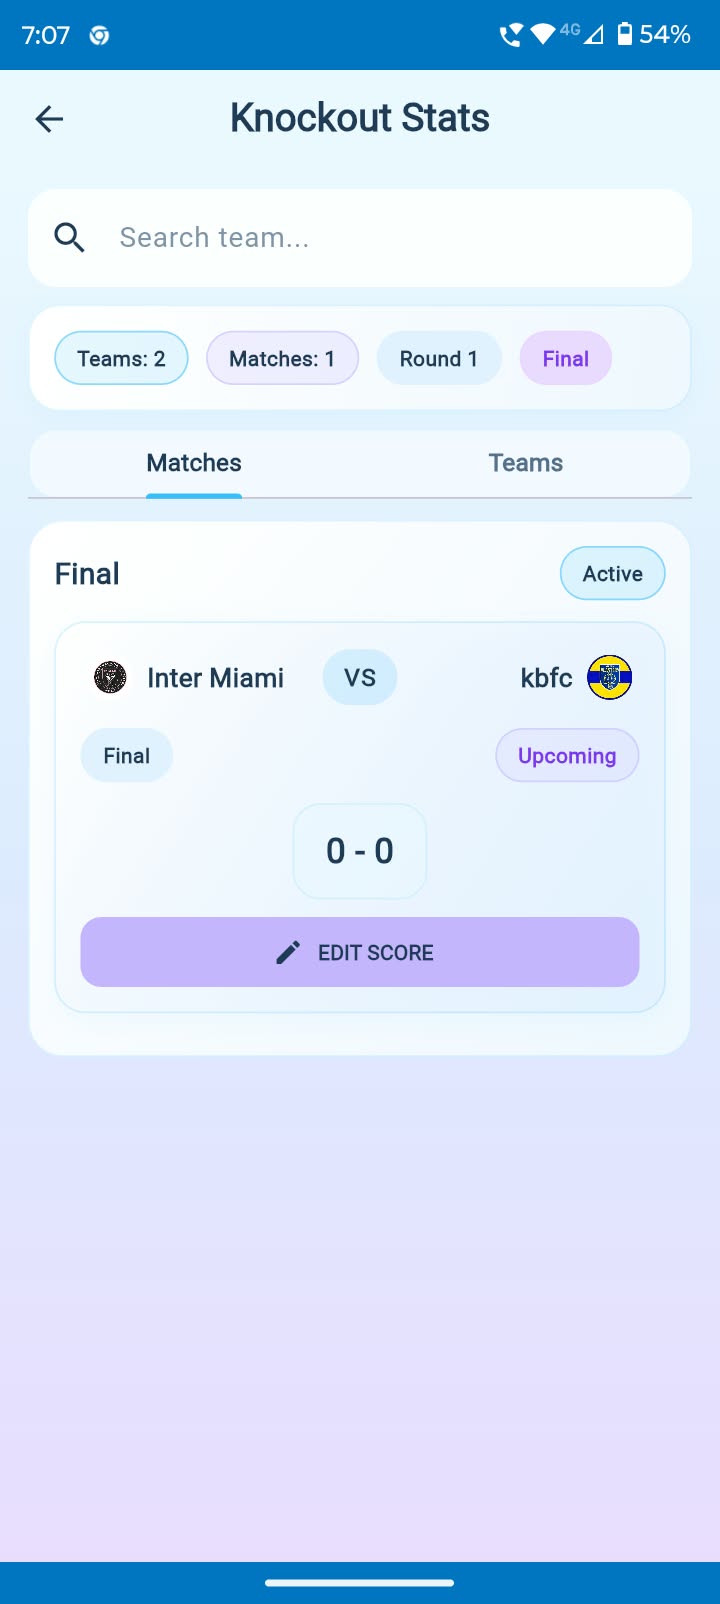 7:07 4G 54%
Knockout Stats
Search team...
Teams: 2 Matches: 1 Round 1 Final
Matches Teams
Final Active
Inter Miami VS kbfc
Final Upcoming
0 - 0
EDIT SCORE